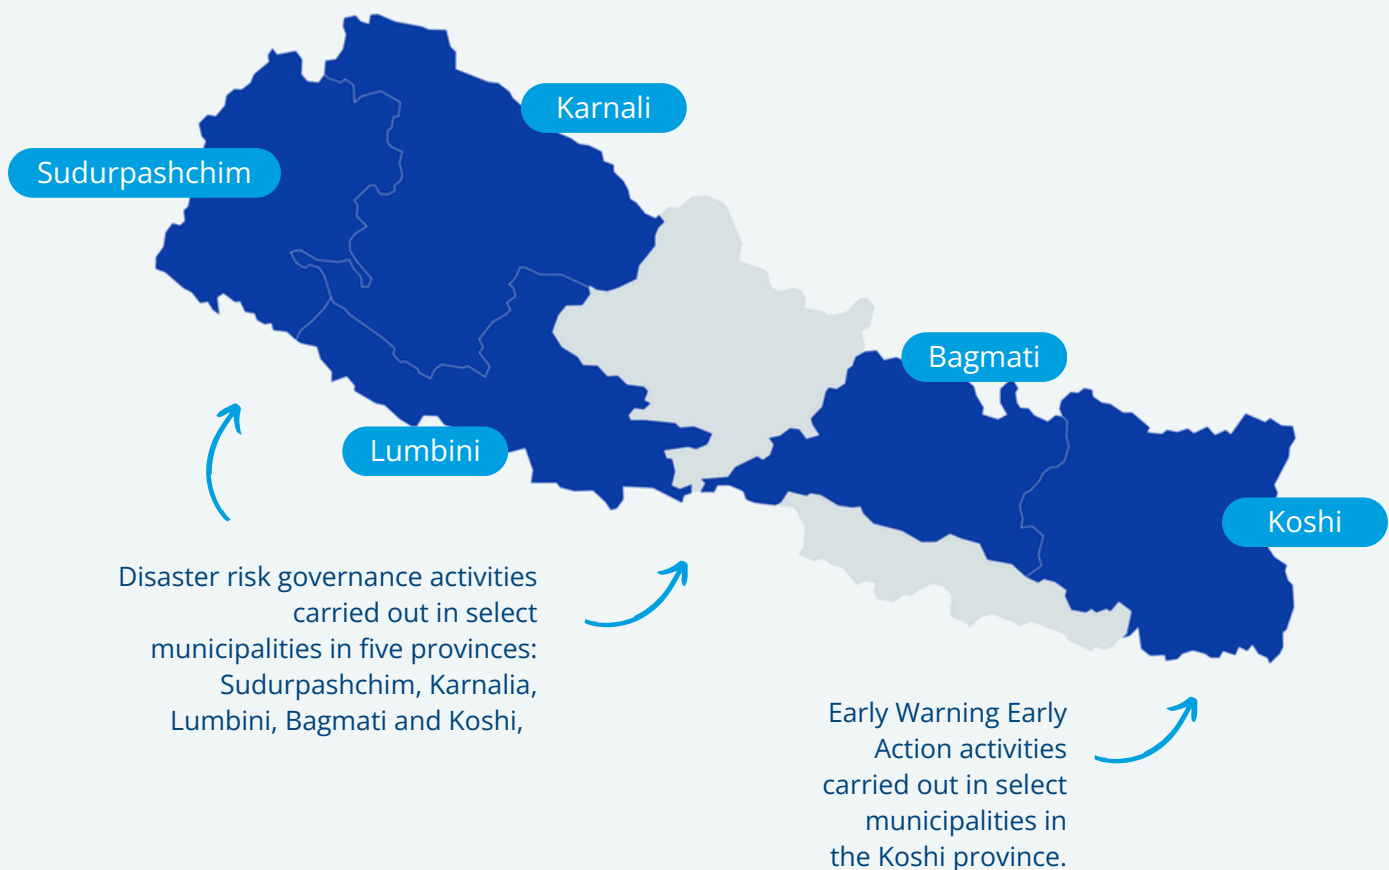 Karnali
Sudurpashchim
Bagmati
Lumbini
Koshi
Disaster risk governance activities
carried out in select
municipalities in five provinces:
Sudurpashchim, Karnalia,
Lumbini, Bagmati and Koshi,
Early Warning Early
Action activities
carried out in select
municipalities in
the Koshi province.